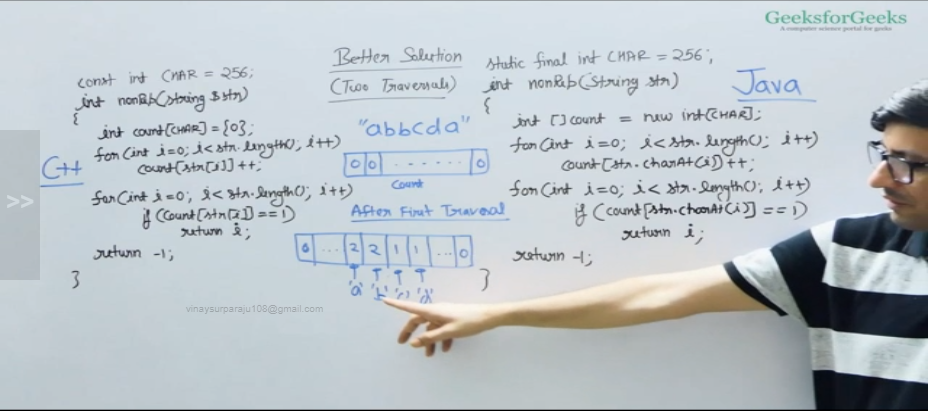 GeeksforGeeks
A computer science portal for geeks
Better Solution
(Two Traversals)
"abbcda"
0 0 ------ 0
Count
After First Traversal
0 ... 2 2 1 1 ... 0
'a' 'b' 'c' 'd'
C++
const int CHAR = 256;
int nonRep(string &str)
{
int count[CHAR] = {0};
for(int i=0; i<str.length(); i++)
count[str[i]]++;
for(int i=0; i<str.length(); i++)
if (count[str[i]] == 1)
return i;
return -1;
}
Java
static final int CHAR = 256;
int nonRep(String str)
{
int [] count = new int[CHAR];
for(int i=0; i<str.length(); i++)
count[str.charAt(i)]++;
for(int i=0; i<str.length(); i++)
if (count[str.charAt(i)] == 1)
return i;
return -1;
}
>>
vinaysurparaju108@gmail.com